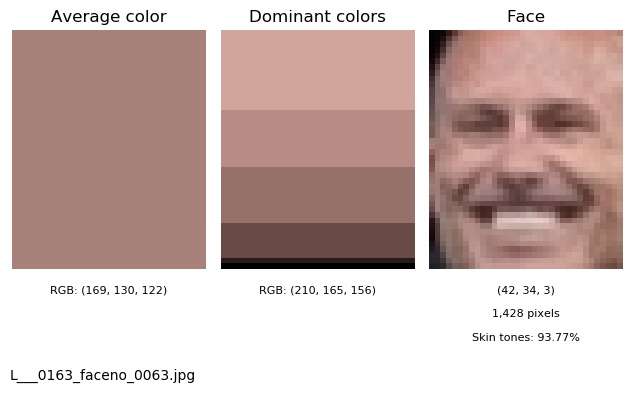 Average color
Dominant colors
Face
RGB: (169, 130, 122)
RGB: (210, 165, 156)
(42, 34, 3)
1,428 pixels
Skin tones: 93.77%
L___0163_faceno_0063.jpg